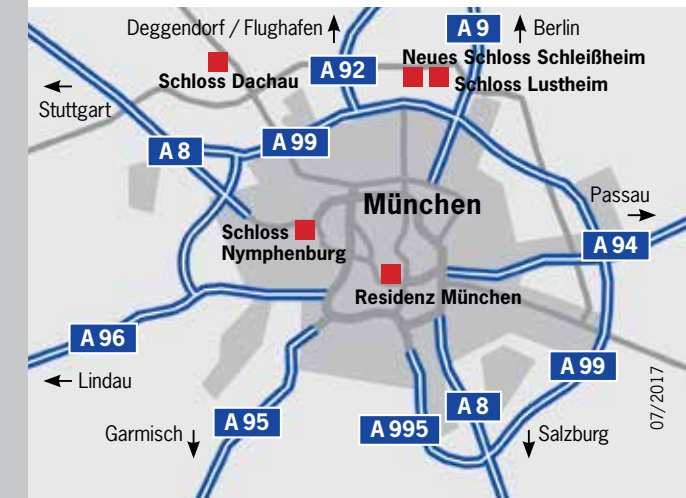 Deggendorf / Flughafen
A 9
Berlin
Neues Schloss Schleißheim
Schloss Dachau
A 92
Schloss Lustheim
Stuttgart
A 8
A 99
München
Passau
Schloss
Nymphenburg
A 94
Residenz München
A 96
Lindau
A 99
07/2017
A 8
A 95
A 995
Garmisch
Salzburg